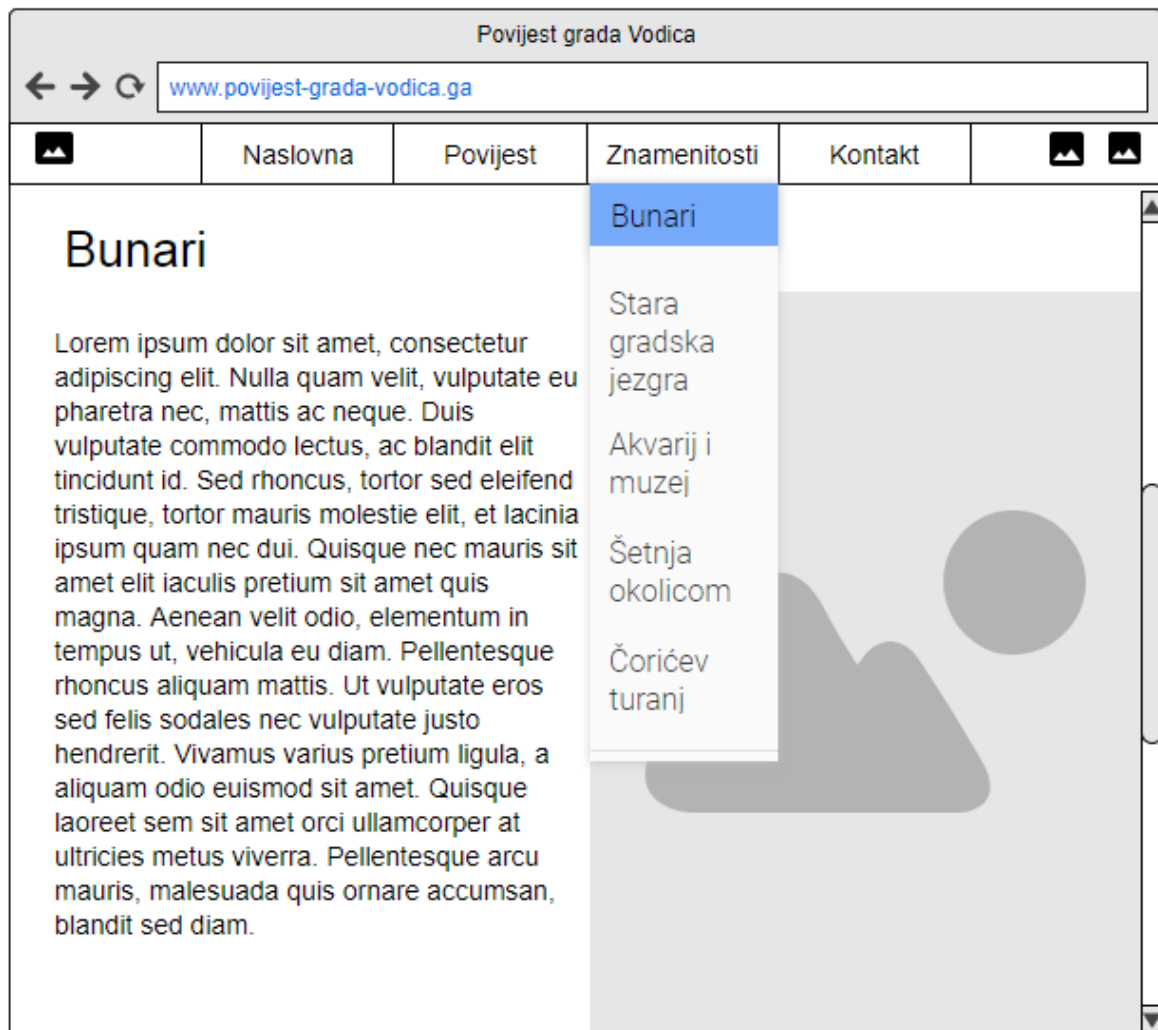 Povijest grada Vodica
www.povijest-grada-vodica.ga
Naslovna
Povijest
Znamenitosti
Kontakt
Bunari
Stara
gradska
jezgra
Akvarij i
muzej
Šetnja
okolicom
Čorićev
turanj
Bunari
Lorem ipsum dolor sit amet, consectetur
adipiscing elit. Nulla quam velit, vulputate eu
pharetra nec, mattis ac neque. Duis
vulputate commodo lectus, ac blandit elit
tincidunt id. Sed rhoncus, tortor sed eleifend
tristique, tortor mauris molestie elit, et lacinia
ipsum quam nec dui. Quisque nec mauris sit
amet elit iaculis pretium sit amet quis
magna. Aenean velit odio, elementum in
tempus ut, vehicula eu diam. Pellentesque
rhoncus aliquam mattis. Ut vulputate eros
sed felis sodales nec vulputate justo
hendrerit. Vivamus varius pretium ligula, a
aliquam odio euismod sit amet. Quisque
laoreet sem sit amet orci ullamcorper at
ultricies metus viverra. Pellentesque arcu
mauris, malesuada quis ornare accumsan,
blandit sed diam.